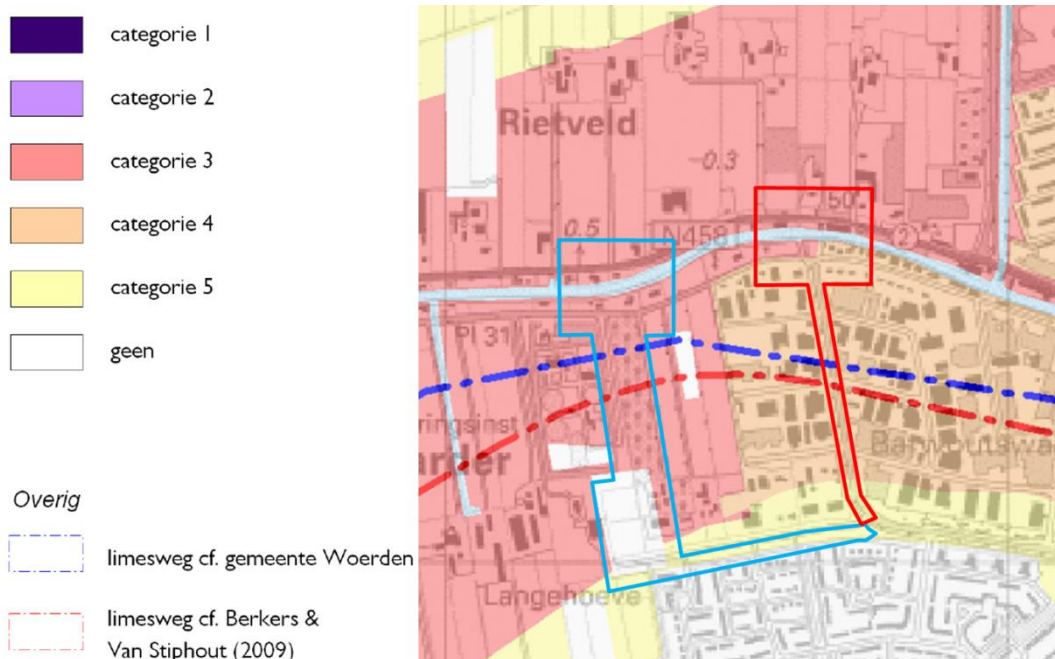 categorie 1
categorie 2
categorie 3
categorie 4
categorie 5
geen
Overig
limesweg cf. gemeente Woerden
limesweg cf. Berkers &
Van Stiphout (2009)
Rietveld
-0.3
0.5
N458
50
Pl 31
ringsinst
arder
Barwoutswa
Langehoeve